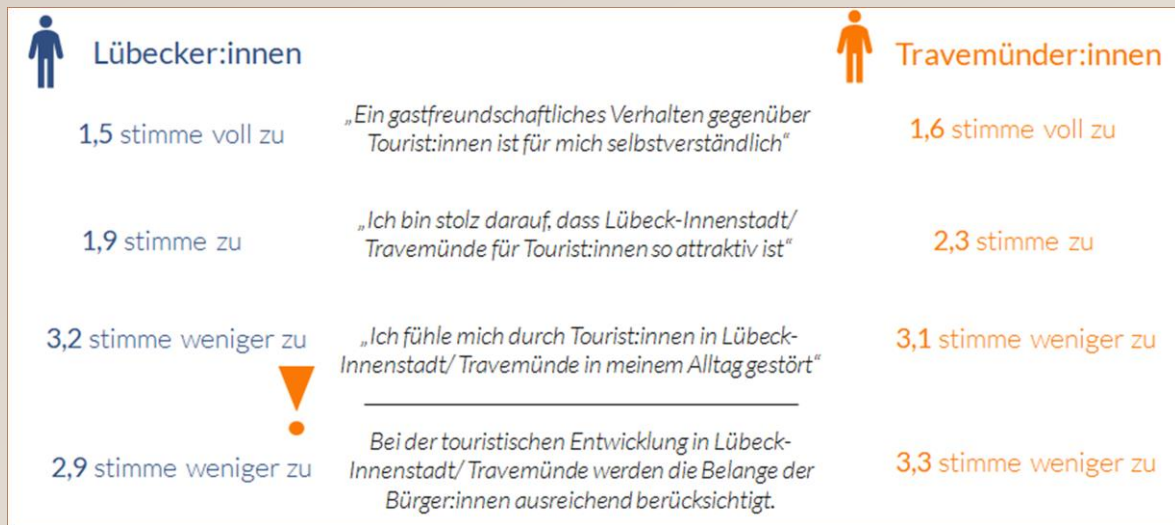 Lübecker:innen
Travemünder:innen
1,5 stimme voll zu
„Ein gastfreundschaftliches Verhalten gegenüber
Tourist:innen ist für mich selbstverständlich“
1,6 stimme voll zu
1,9 stimme zu
„Ich bin stolz darauf, dass Lübeck-Innenstadt/
Travemünde für Tourist:innen so attraktiv ist“
2,3 stimme zu
3,2 stimme weniger zu
„Ich fühle mich durch Tourist:innen in Lübeck-
Innenstadt/ Travemünde in meinem Alltag gestört“
3,1 stimme weniger zu
!
2,9 stimme weniger zu
Bei der touristischen Entwicklung in Lübeck-
Innenstadt/ Travemünde werden die Belange der
Bürger:innen ausreichend berücksichtigt.
3,3 stimme weniger zu